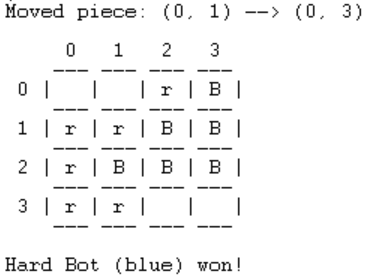 Moved piece: (0, 1) --> (0, 3)
0 1 2 3
--- --- --- ---
0 | | | r | B |
--- --- --- ---
1 | r | r | B | B |
--- --- --- ---
2 | r | B | B | B |
--- --- --- ---
3 | r | r | | |
--- --- --- ---
Hard Bot (blue) won!